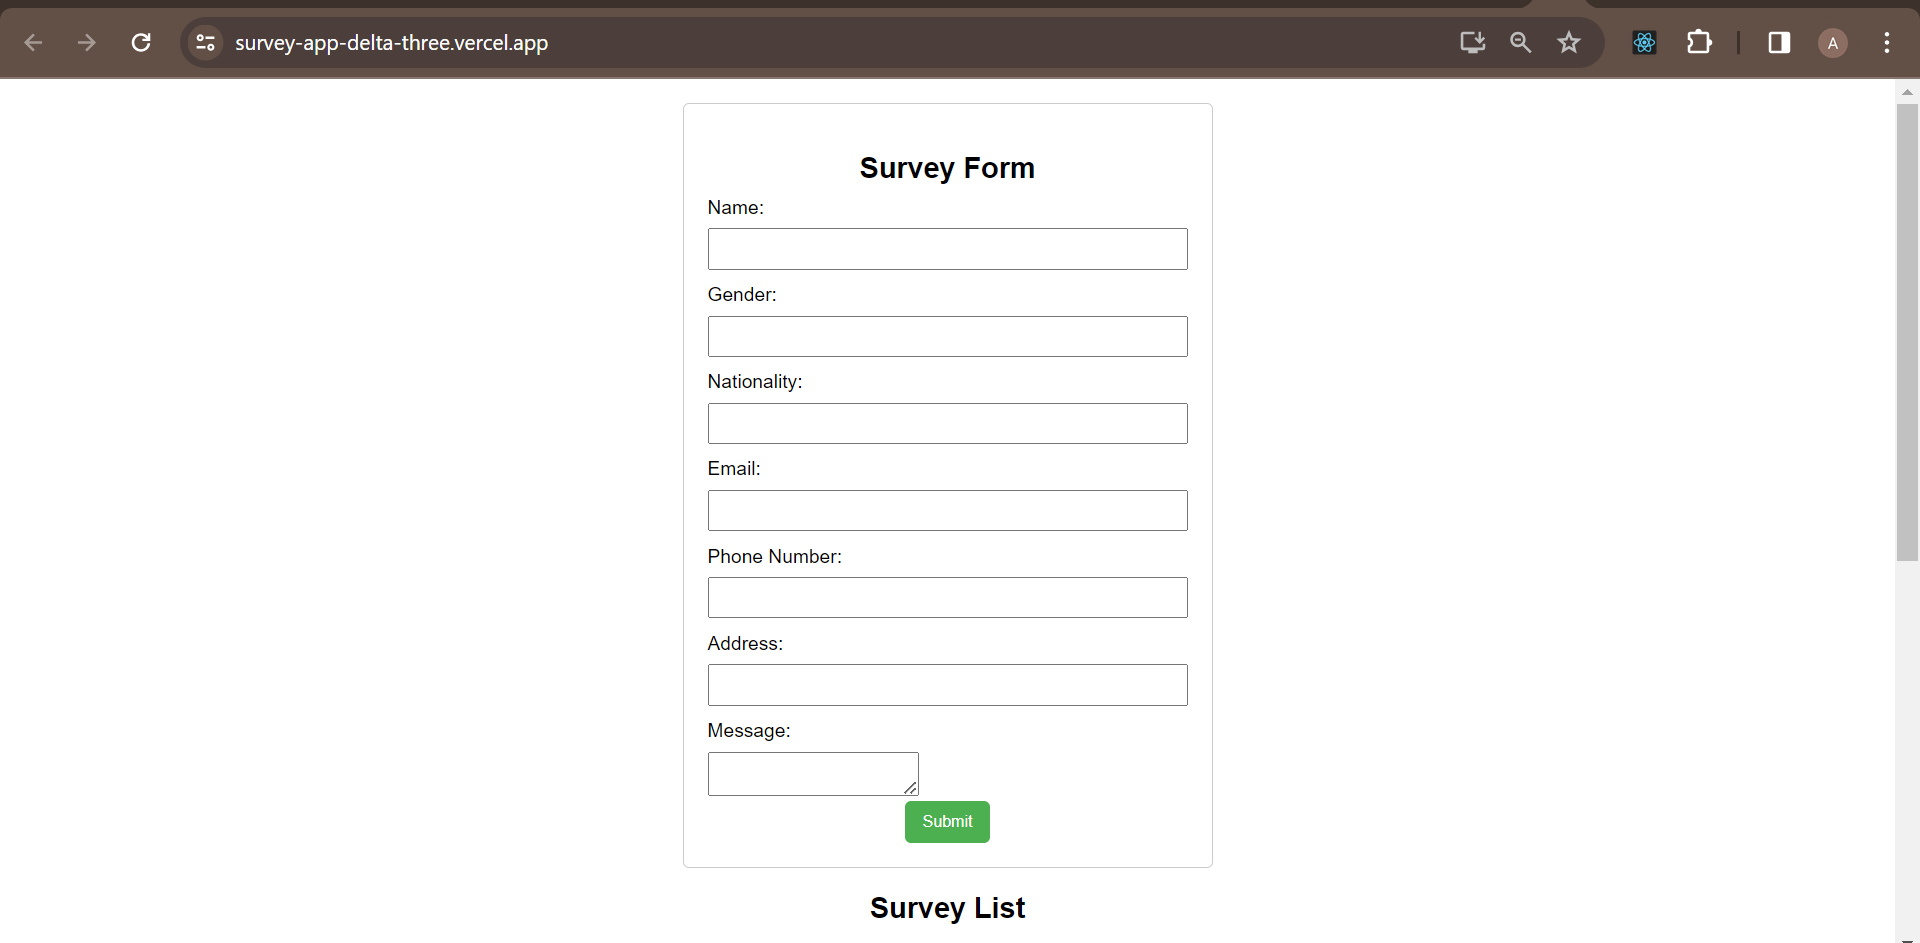 survey-app-delta-three.vercel.app
A
Survey Form
Name:
Gender:
Nationality:
Email:
Phone Number:
Address:
Message:
Submit
Survey List